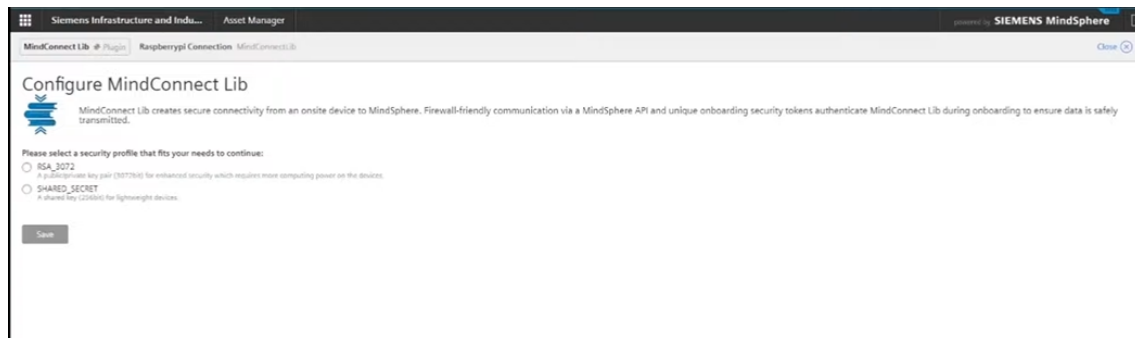 Siemens Infrastructure and Indu... Asset Manager powered by SIEMENS MindSphere
MindConnect Lib Plugin Raspberrypi Connection MindConnectLib Close
Configure MindConnect Lib
MindConnect Lib creates secure connectivity from an onsite device to MindSphere. Firewall-friendly communication via a MindSphere API and unique onboarding security tokens authenticate MindConnect Lib during onboarding to ensure data is safely
transmitted.
Please select a security profile that fits your needs to continue:
RSA_3072
A public/private key pair (3072bit) for enhanced security which requires more computing power on the devices.
SHARED_SECRET
A shared key (256bit) for lightweight devices.
Save